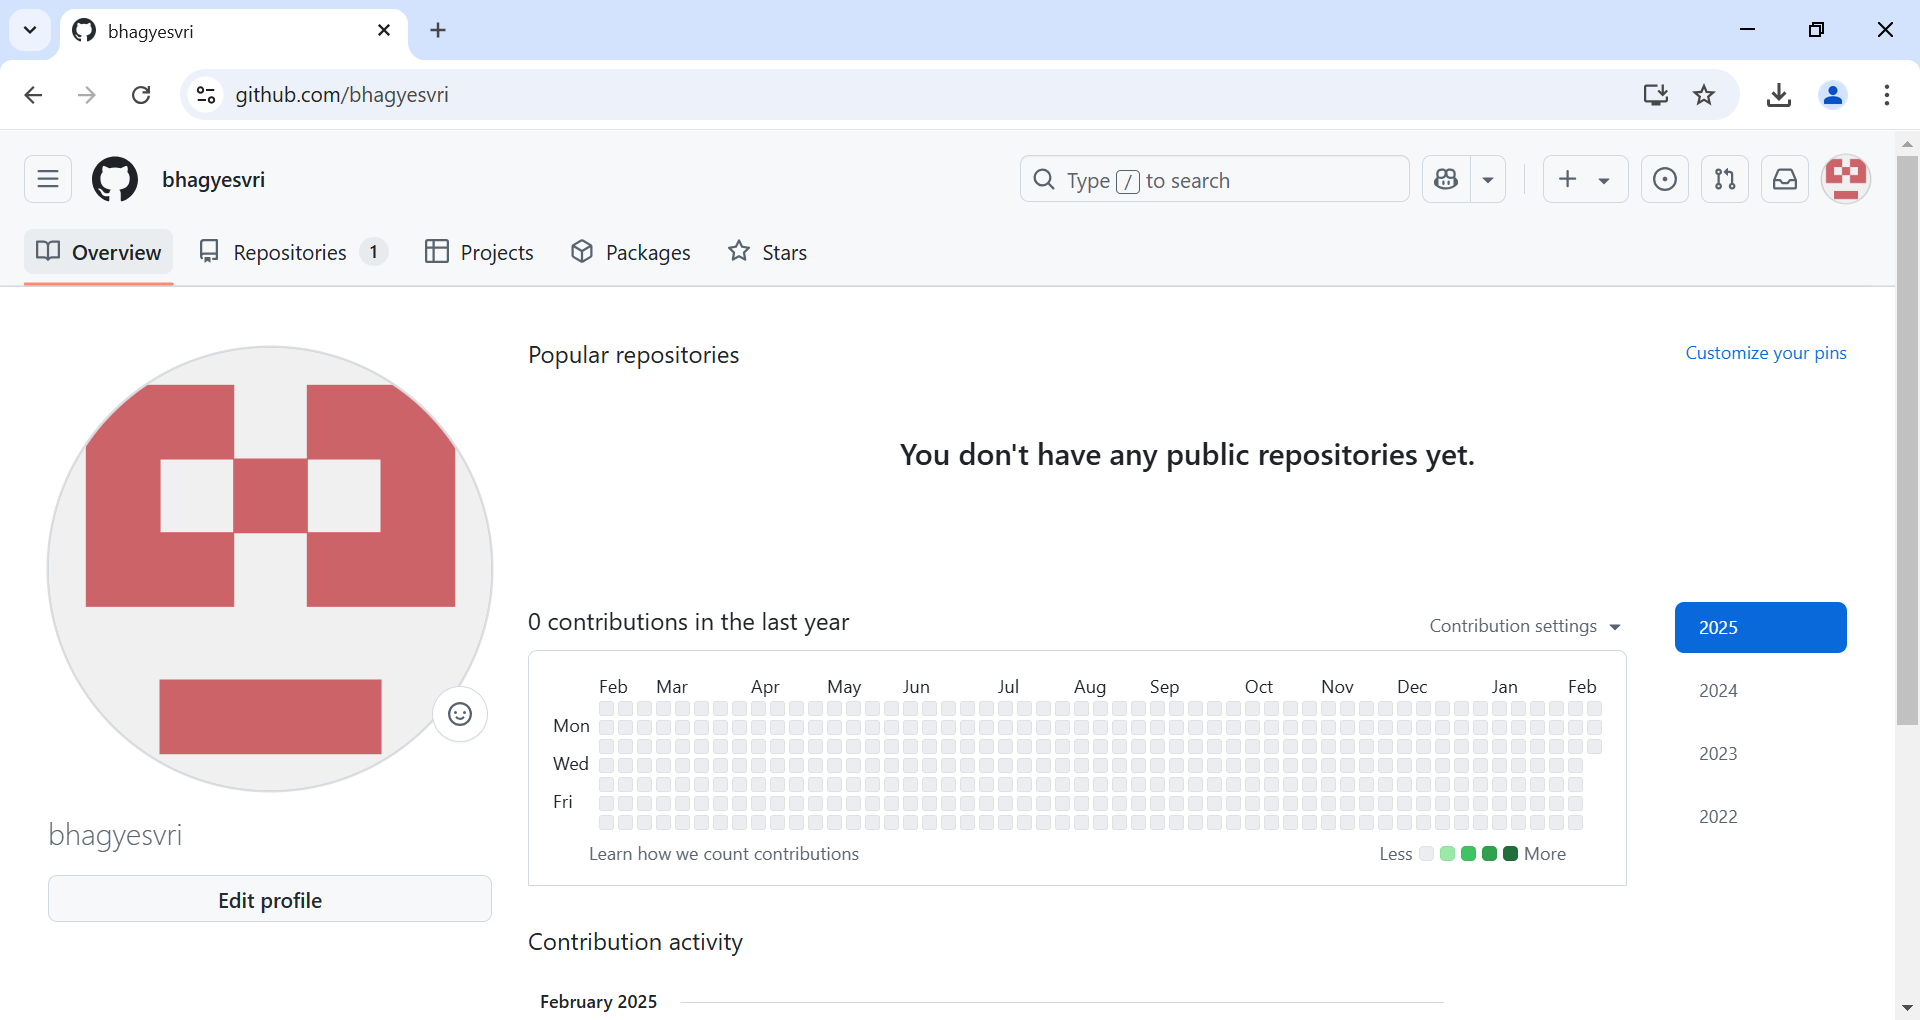 bhagyesvri
github.com/bhagyesvri
bhagyesvri
Type / to search
Overview
Repositories 1
Projects
Packages
Stars
Popular repositories
Customize your pins
You don't have any public repositories yet.
0 contributions in the last year
Contribution settings
2025
2024
2023
2022
Feb Mar Apr May Jun Jul Aug Sep Oct Nov Dec Jan Feb
Mon
Wed
Fri
Learn how we count contributions
Less More
bhagyesvri
Edit profile
Contribution activity
February 2025